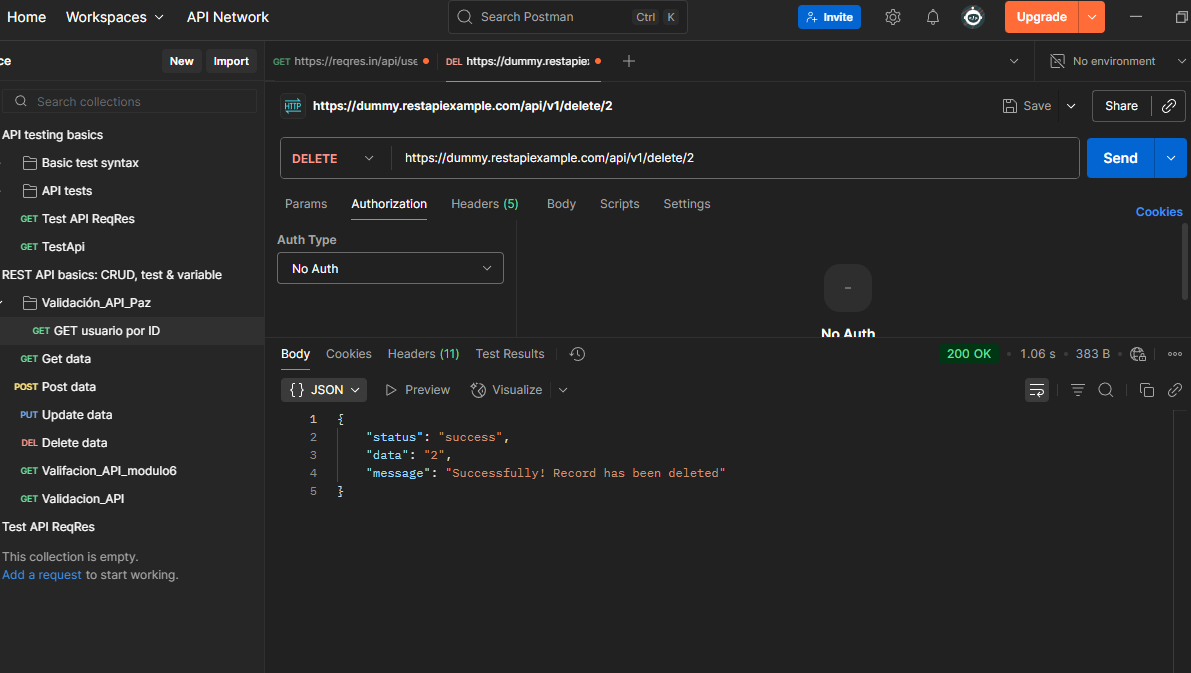 Home Workspaces API Network Search Postman Ctrl K Invite Upgrade
ce New Import GET https://reqres.in/api/use DEL https://dummy.restapie: No environment
Search collections
HTTP https://dummy.restapiexample.com/api/v1/delete/2 Save Share
API testing basics
Basic test syntax
API tests
GET Test API ReqRes
GET TestApi
REST API basics: CRUD, test & variable
Validación_API_Paz
GET GET usuario por ID
GET Get data
POST Post data
PUT Update data
DEL Delete data
GET Valifacion_API_modulo6
GET Validacion_API
Test API ReqRes
This collection is empty.
Add a request to start working.
DELETE https://dummy.restapiexample.com/api/v1/delete/2 Send
Params Authorization Headers (5) Body Scripts Settings
Cookies
Auth Type
No Auth
No Auth
Body Cookies Headers (11) Test Results 200 OK 1.06 s 383 B
{} JSON Preview Visualize
1 {
2 "status": "success",
3 "data": "2",
4 "message": "Successfully! Record has been deleted"
5 }